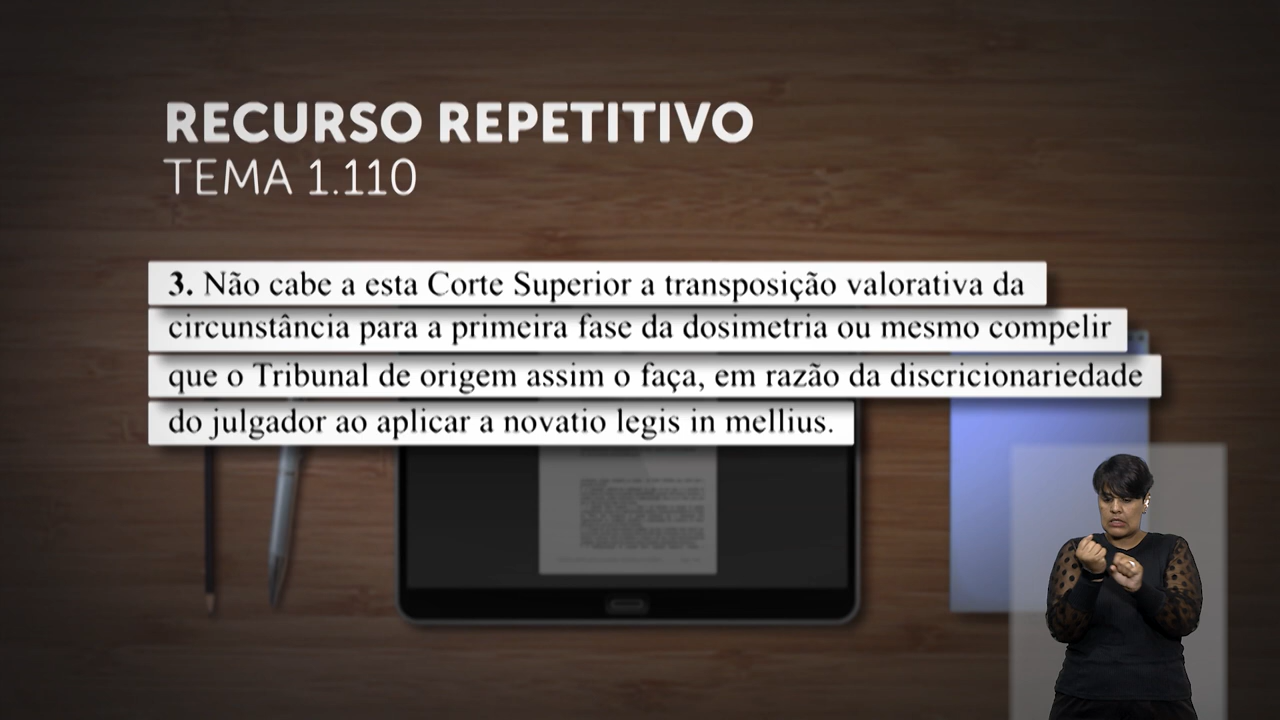 RECURSO REPETITIVO
TEMA 1.110
3. Não cabe a esta Corte Superior a transposição valorativa da
circunstância para a primeira fase da dosimetria ou mesmo compelir
que o Tribunal de origem assim o faça, em razão da discricionariedade
do julgador ao aplicar a novatio legis in mellius.